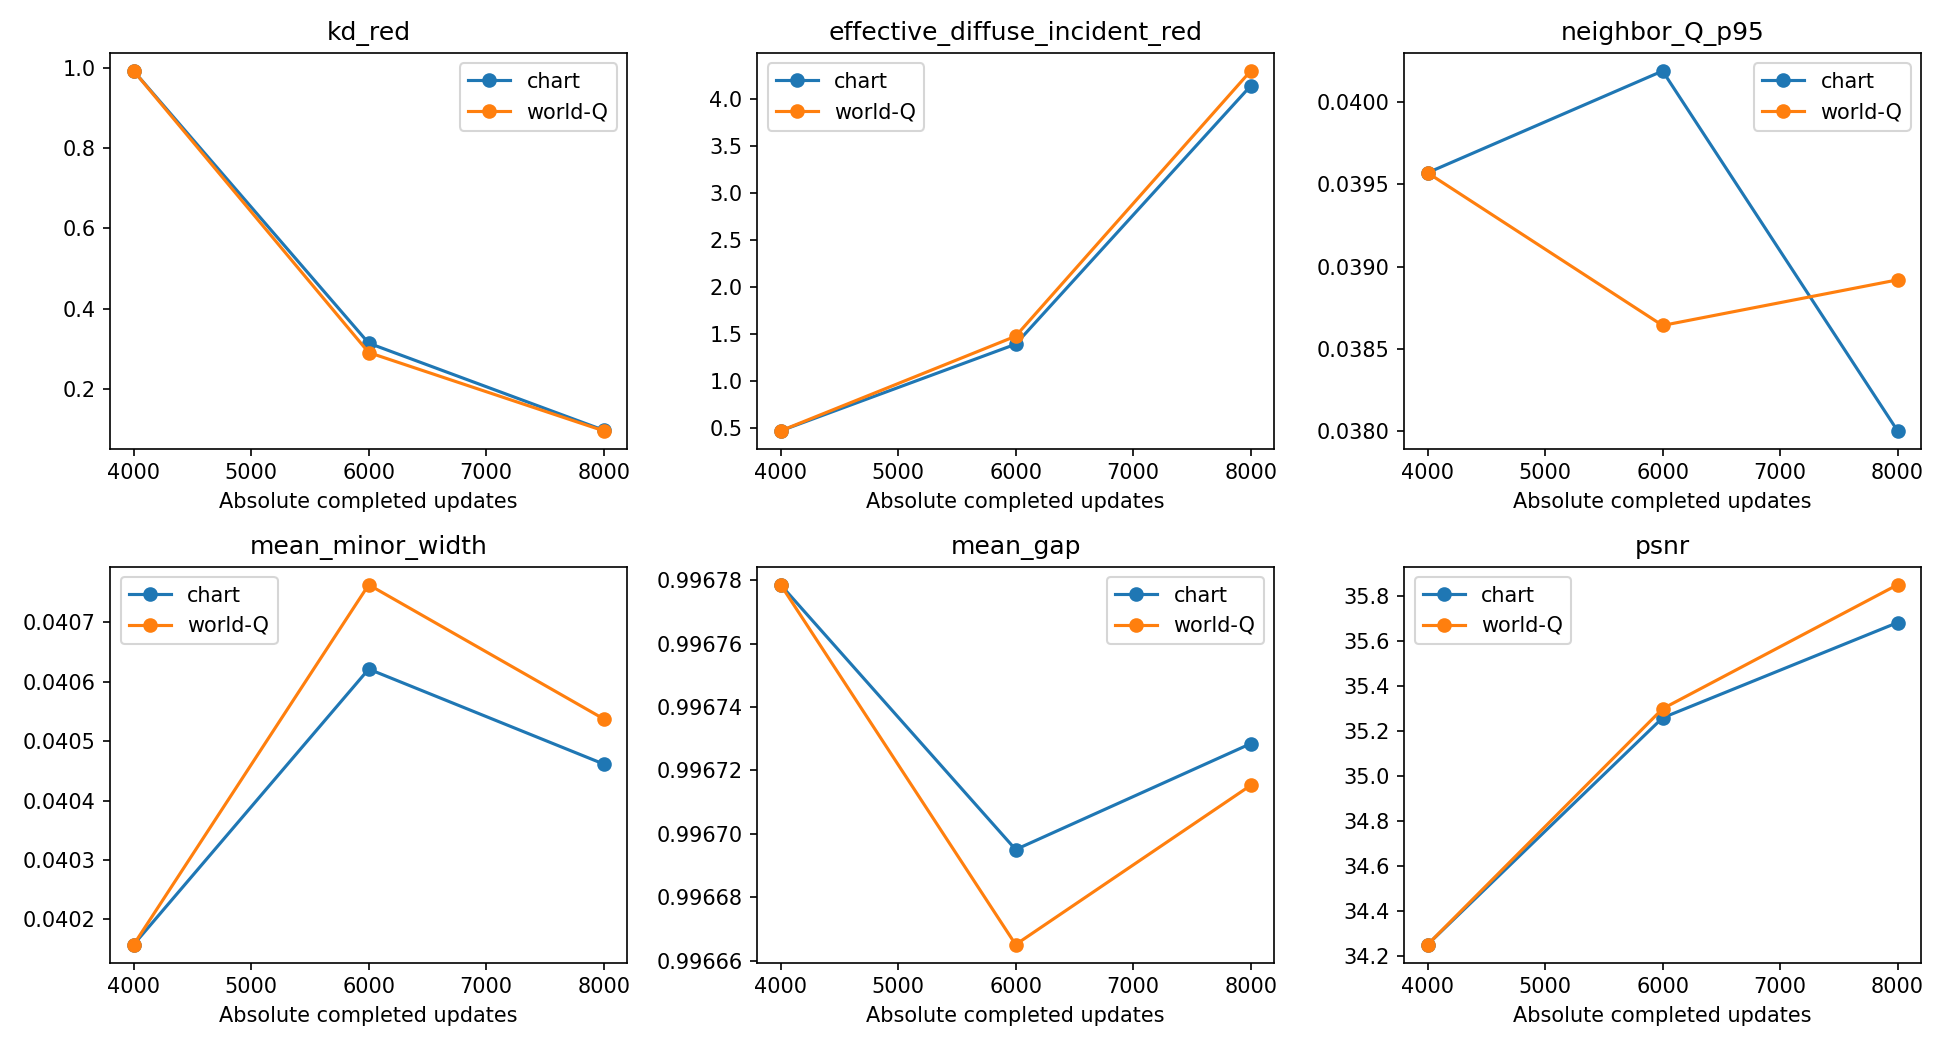 kd_red
effective_diffuse_incident_red
neighbor_Q_p95
1.0
0.8
0.6
0.4
0.2
chart
world-Q
4000
5000
6000
7000
8000
Absolute completed updates
4.0
3.5
3.0
2.5
2.0
1.5
1.0
0.5
chart
world-Q
4000
5000
6000
7000
8000
Absolute completed updates
0.0400
0.0395
0.0390
0.0385
0.0380
chart
world-Q
4000
5000
6000
7000
8000
Absolute completed updates
mean_minor_width
mean_gap
psnr
0.0407
0.0406
0.0405
0.0404
0.0403
0.0402
chart
world-Q
4000
5000
6000
7000
8000
Absolute completed updates
0.99678
0.99676
0.99674
0.99672
0.99670
0.99668
0.99666
chart
world-Q
4000
5000
6000
7000
8000
Absolute completed updates
35.8
35.6
35.4
35.2
35.0
34.8
34.6
34.4
34.2
chart
world-Q
4000
5000
6000
7000
8000
Absolute completed updates